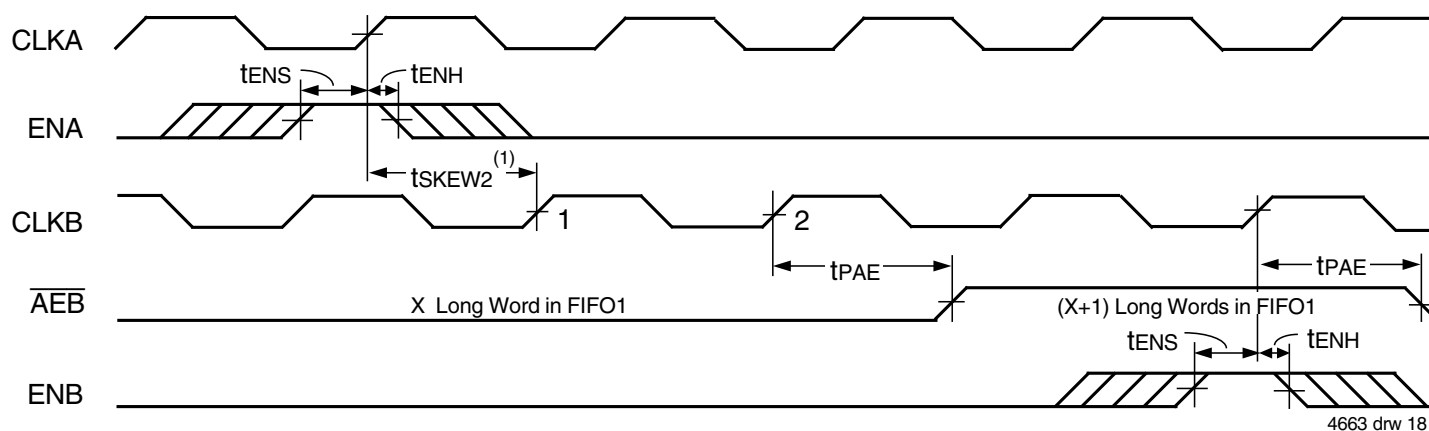 CLKA
tENS
tENH
ENA
tSKEW2(1)
CLKB
1
2
tPAE
tPAE
AEB
X Long Word in FIFO1
(X+1) Long Words in FIFO1
tENS
tENH
ENB
4663 drw 18